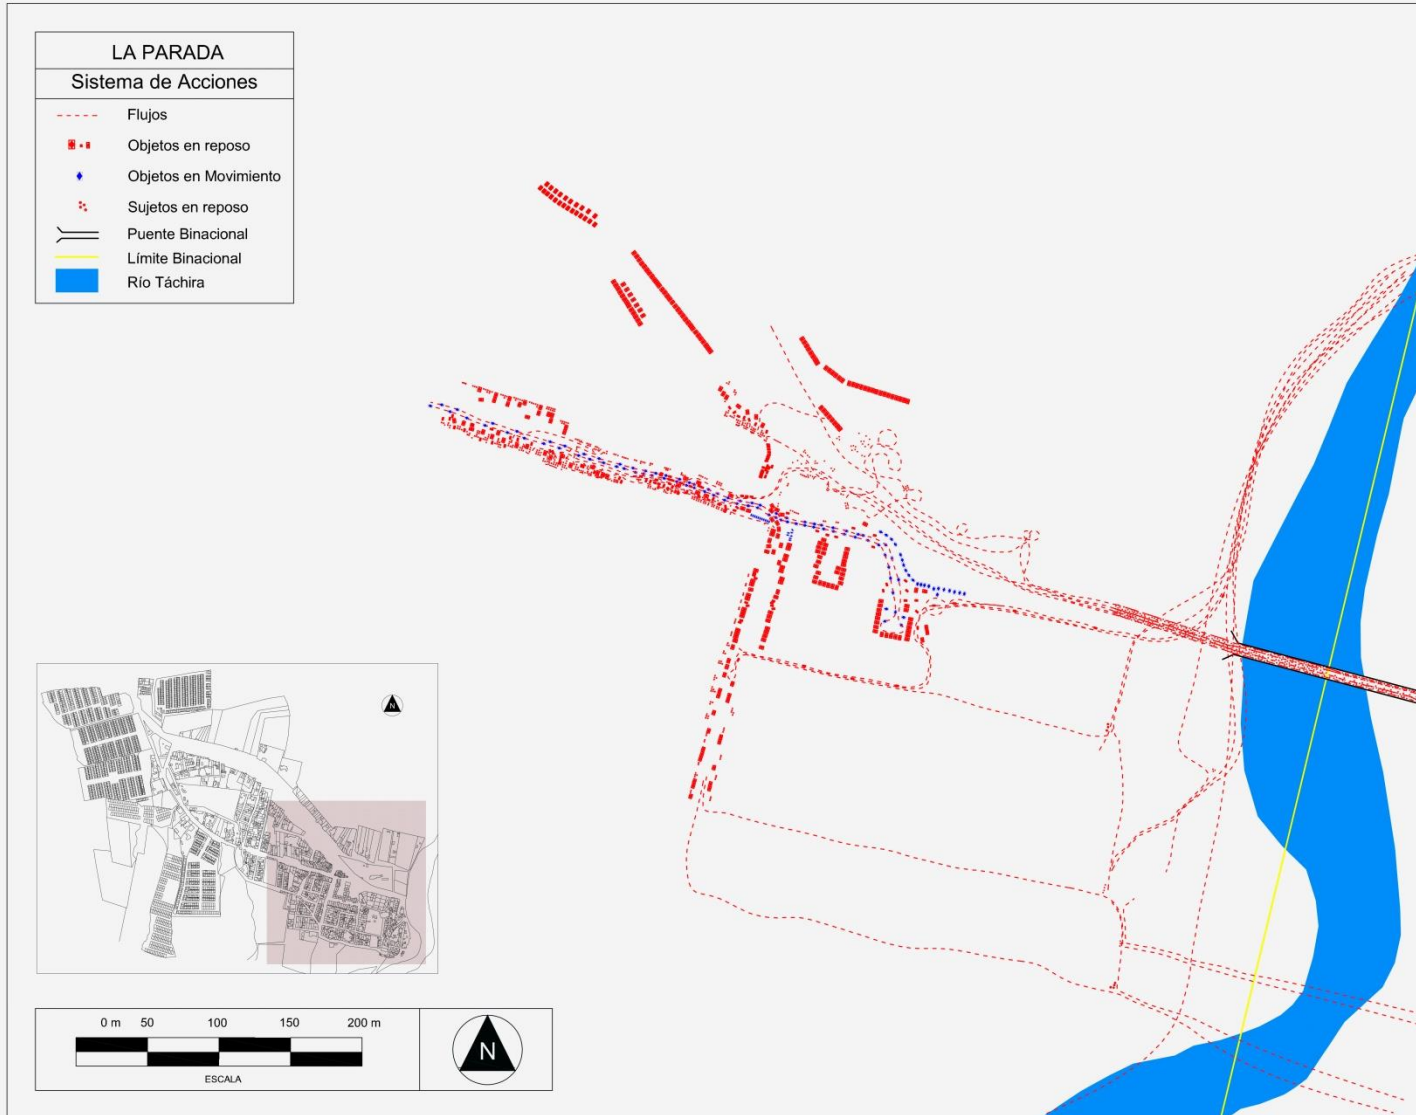 LA PARADA
Sistema de Acciones
Flujos
Objetos en reposo
Objetos en Movimiento
Sujetos en reposo
Puente Binacional
Límite Binacional
Río Táchira
N
0 m 50 100 150 200 m
ESCALA
N